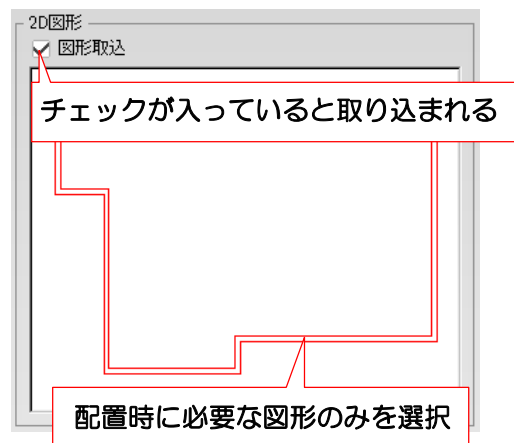 2D図形
図形取込
チェックが入っていると取り込まれる
配置時に必要な図形のみを選択